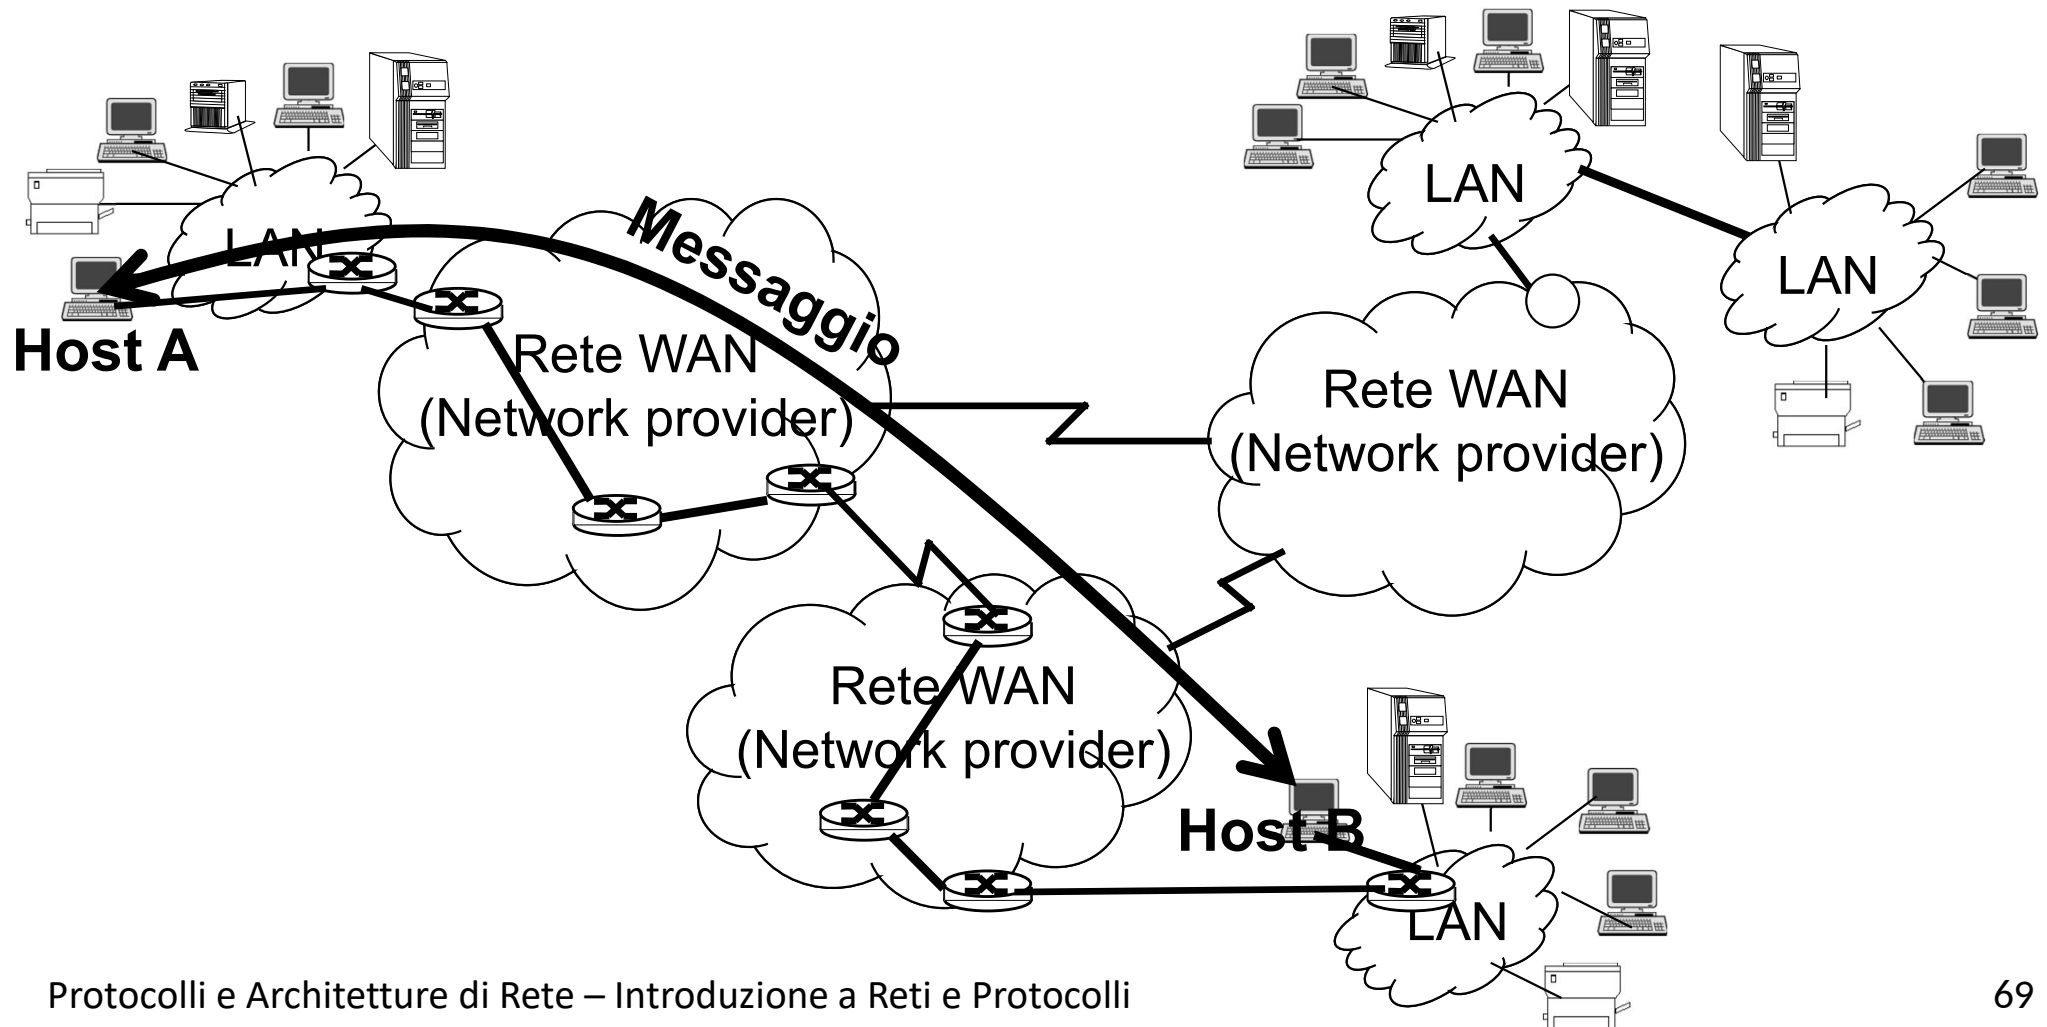 LAN
Messaggio
LAN
LAN
Host A
Rete WAN
(Network provider)
Rete WAN
(Network provider)
Rete WAN
(Network provider)
Host B
LAN
Protocolli e Architetture di Rete – Introduzione a Reti e Protocolli
69